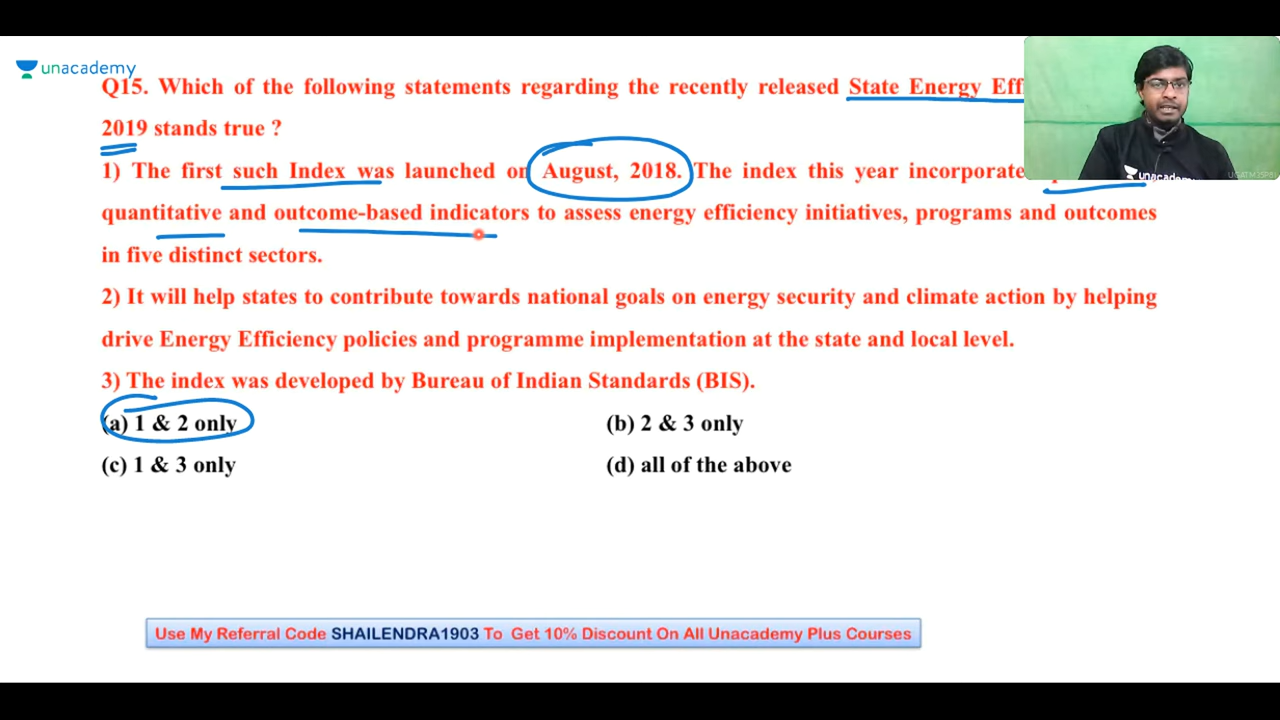 unacademy
Q15. Which of the following statements regarding the recently released State Energy Eff
2019 stands true ?
1) The first such Index was launched on August, 2018. The index this year incorporate
quantitative and outcome-based indicators to assess energy efficiency initiatives, programs and outcomes
in five distinct sectors.
2) It will help states to contribute towards national goals on energy security and climate action by helping
drive Energy Efficiency policies and programme implementation at the state and local level.
3) The index was developed by Bureau of Indian Standards (BIS).
(a) 1 & 2 only (b) 2 & 3 only
(c) 1 & 3 only (d) all of the above
Use My Referral Code SHAILENDRA1903 To Get 10% Discount On All Unacademy Plus Courses